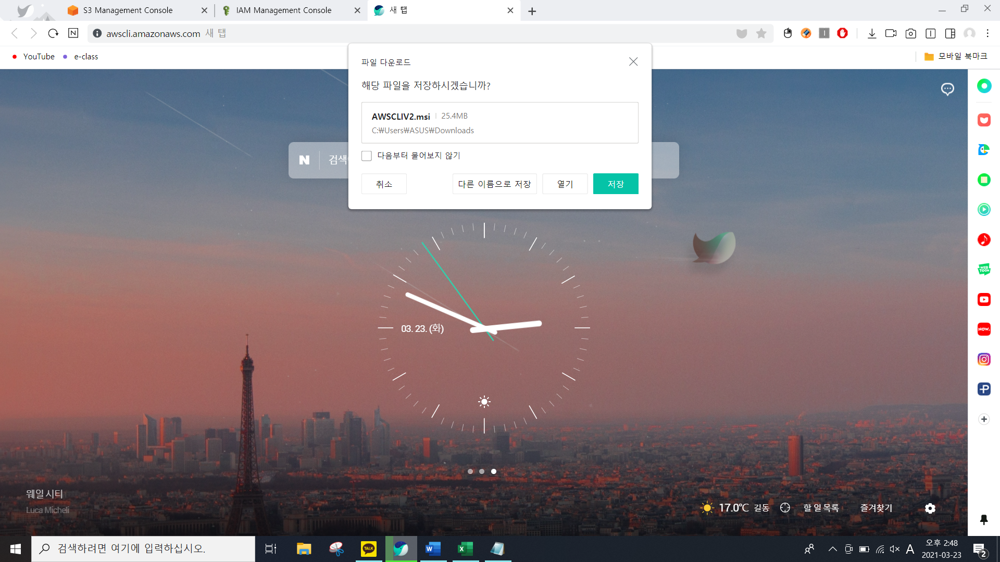 S3 Management Console
IAM Management Console
새 탭
awscli.amazonaws.com 새 탭
YouTube
e-class
모바일 북마크
파일 다운로드
해당 파일을 저장하시겠습니까?
AWSCLIV2.msi 25.4MB
C:₩Users₩ASUS₩Downloads
다음부터 물어보지 않기
취소
다른 이름으로 저장
열기
저장
N 검색
03. 23. (화)
WEB
TOON
NOW.
웨일시티
Luca Micheli
17.0℃ 길동
할 일 목록
즐겨찾기
검색하려면 여기에 입력하십시오.
TALK
A
오후 2:48
2021-03-23
2